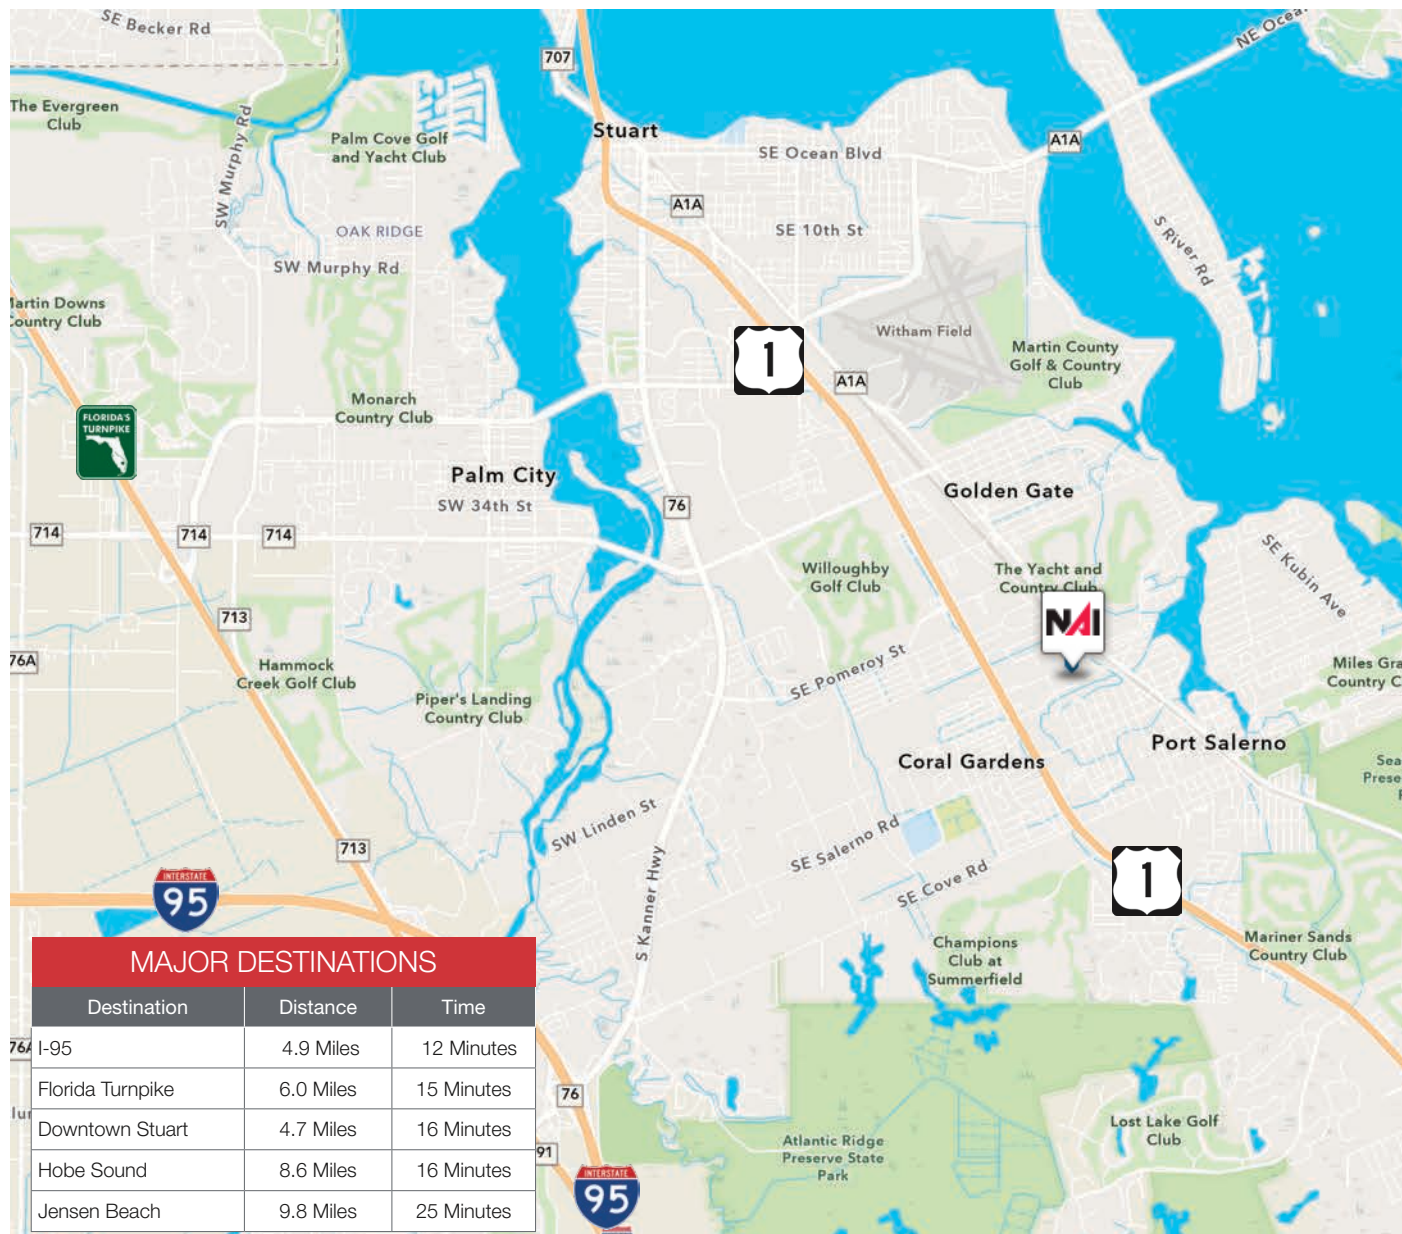 SE Becker Rd
707
NE Ocea
The Evergreen
Club
SW Murphy Rd
Palm Cove Golf
and Yacht Club
Stuart
SE Ocean Blvd
A1A
A1A
OAK RIDGE
SE 10th St
S River Rd
SW Murphy Rd
Martin Downs
Country Club
Witham Field
1
Martin County
Golf & Country
Club
A1A
Monarch
Country Club
FLORIDA'S
TURNPIKE
Palm City
Golden Gate
SW 34th St
76
714
714
714
SE Kubin Ave
Willoughby
Golf Club
The Yacht and
Country Club
NAI
713
76A
Hammock
Creek Golf Club
SE Pomeroy St
Miles Gra
Country C
Piper's Landing
Country Club
Port Salerno
Coral Gardens
Sea
Prese
SW Linden St
SE Salerno Rd
713
S Kanner Hwy
SE Cove Rd
1
INTERSTATE
95
Champions
Club at
Summerfield
Mariner Sands
Country Club
MAJOR DESTINATIONS
Destination Distance Time
I-95 4.9 Miles 12 Minutes
Florida Turnpike 6.0 Miles 15 Minutes
Downtown Stuart 4.7 Miles 16 Minutes
Hobe Sound 8.6 Miles 16 Minutes
Jensen Beach 9.8 Miles 25 Minutes
76A
76
91
INTERSTATE
95
Atlantic Ridge
Preserve State
Park
Lost Lake Golf
Club